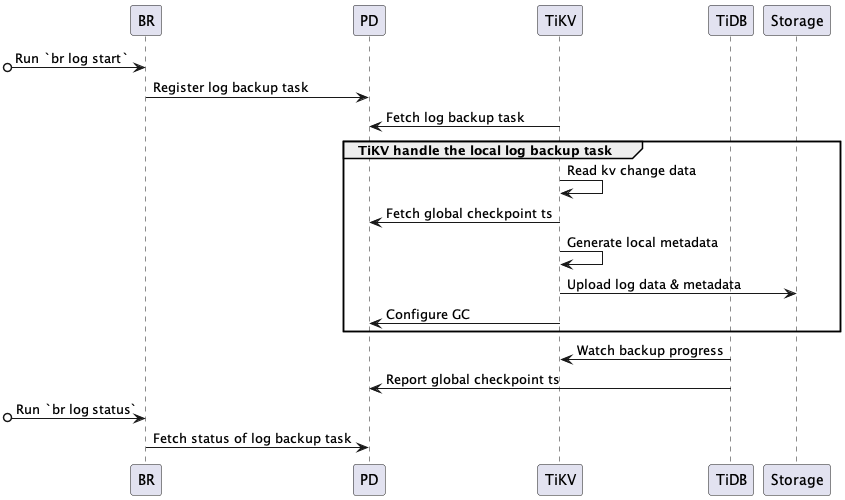 BR PD TiKV TiDB Storage
Run `br log start`
Register log backup task
Fetch log backup task
TiKV handle the local log backup task
Read kv change data
Fetch global checkpoint ts
Generate local metadata
Upload log data & metadata
Configure GC
Watch backup progress
Report global checkpoint ts
Run `br log status`
Fetch status of log backup task
BR PD TiKV TiDB Storage